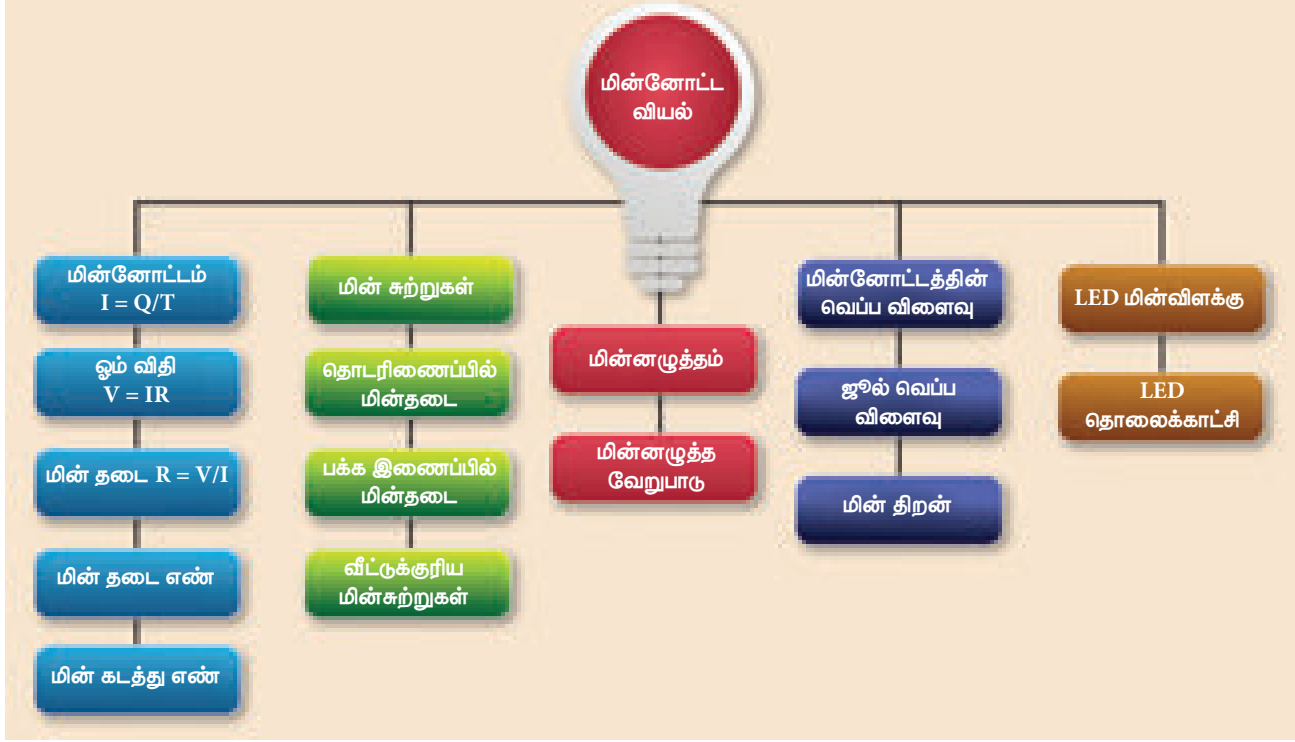 மின்னோட்ட
வியல்
மின்னோட்டம்
I = Q/T
ஓம் விதி
V = IR
மின் தடை R = V/I
மின் தடை எண்
மின் கடத்து எண்
மின் சுற்றுகள்
தொடரிணைப்பில்
மின்தடை
பக்க இணைப்பில்
மின்தடை
வீட்டுக்குரிய
மின்சுற்றுகள்
மின்னழுத்தம்
மின்னழுத்த
வேறுபாடு
மின்னோட்டத்தின்
வெப்ப விளைவு
ஜூல் வெப்ப
விளைவு
மின் திறன்
LED மின்விளக்கு
LED
தொலைக்காட்சி